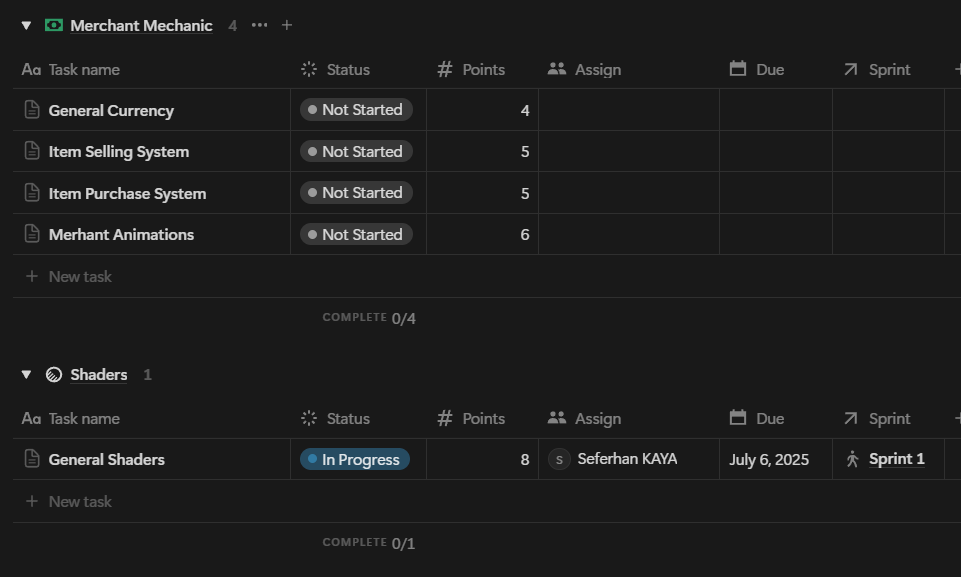 Merchant Mechanic 4 ... +
Aa Task name Status # Points Assign Due Sprint
General Currency Not Started 4
Item Selling System Not Started 5
Item Purchase System Not Started 5
Merhant Animations Not Started 6
+ New task
COMPLETE 0/4
Shaders 1
Aa Task name Status # Points Assign Due Sprint
General Shaders In Progress 8 S Seferhan KAYA July 6, 2025 Sprint 1
+ New task
COMPLETE 0/1